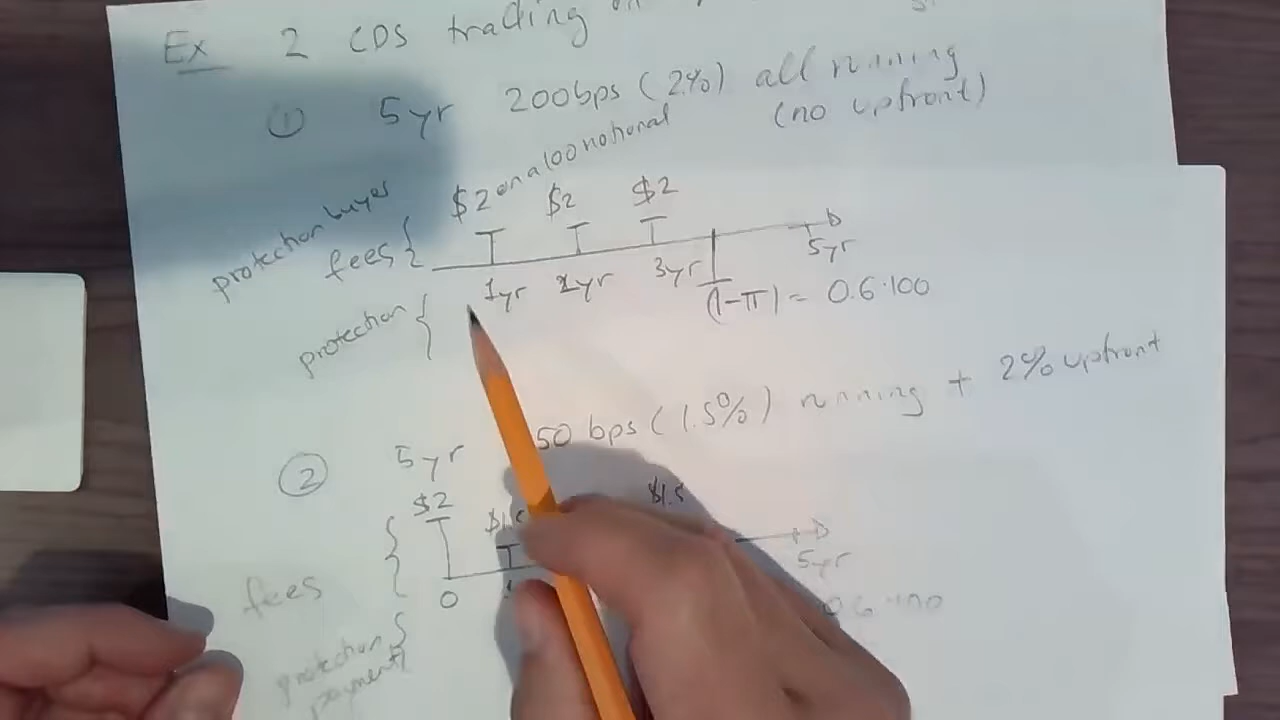 Ex 2 CDS trading on
① 5yr 200bps (2%) all running
(no upfront)
protection buyer
fees { $2 on a 100 notional $2 $2
1yr 2yr 3yr 5yr
protection { (1-π) = 0.6·100
② 5yr 50 bps (1.5%) running + 2% upfront
fees { $2 $1.5
0 5yr
protection payment }